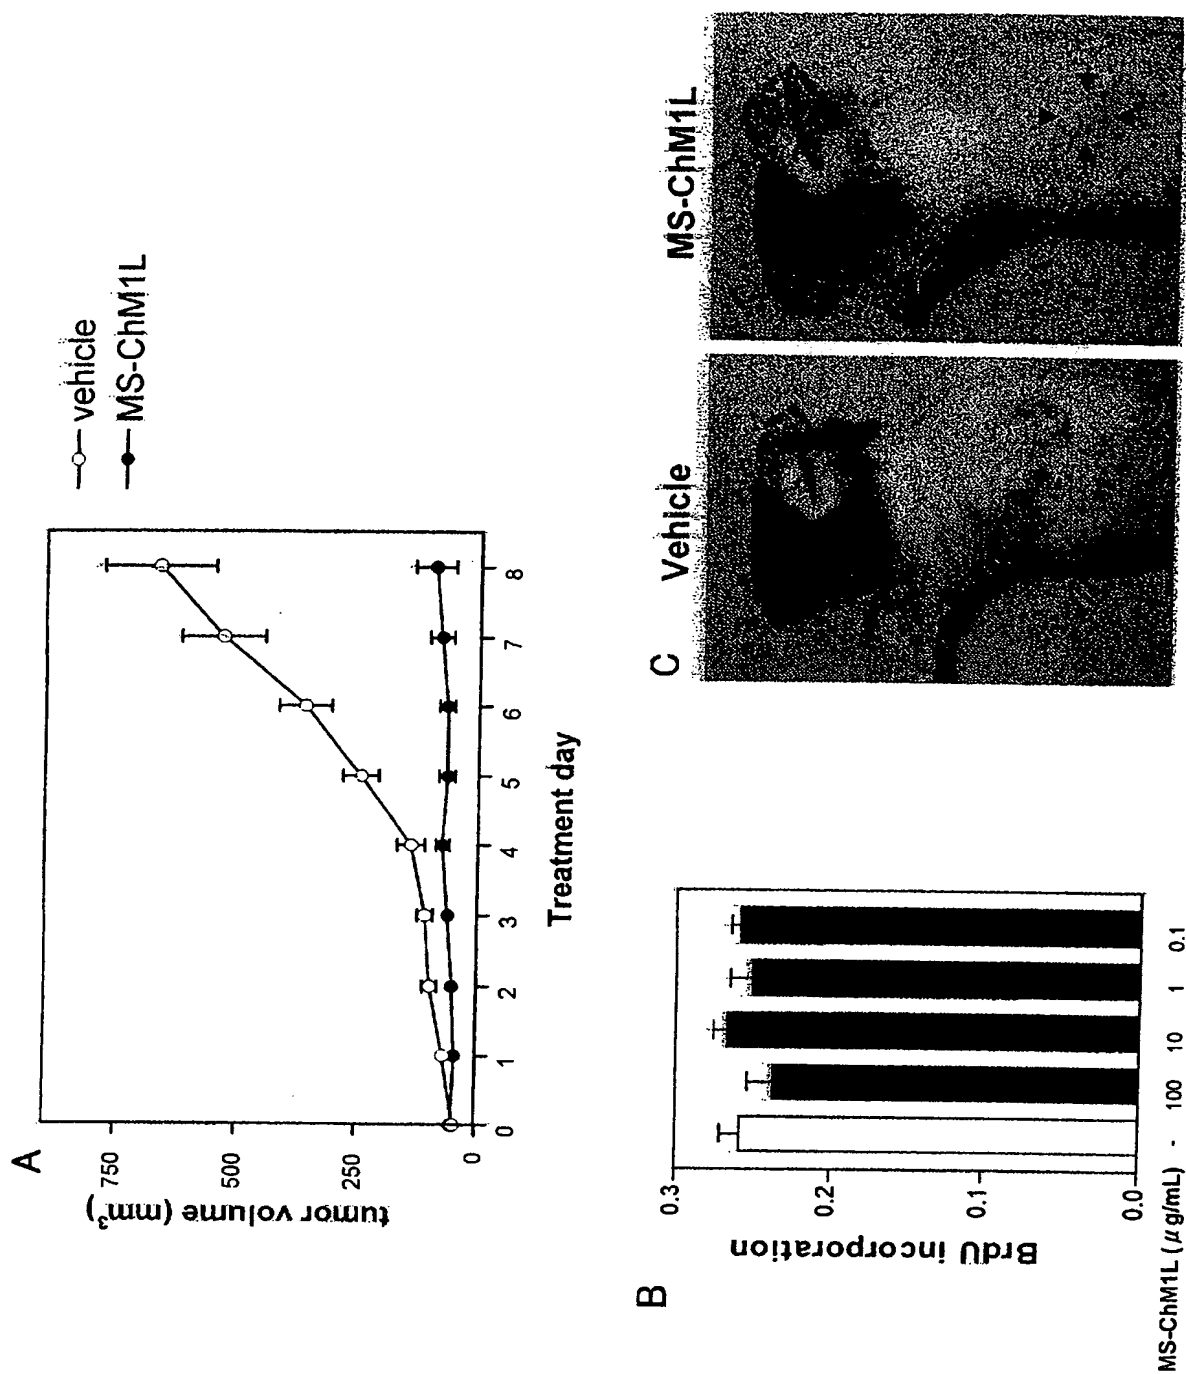 A
vehicle
MS-ChM1L
tumor volume (mm³)
750
500
250
0
0 1 2 3 4 5 6 7 8
Treatment day
B
BrdU incorporation
0.3
0.2
0.1
0.0
MS-ChM1L (μg/mL) - 100 10 1 0.1
C
Vehicle
MS-ChM1L